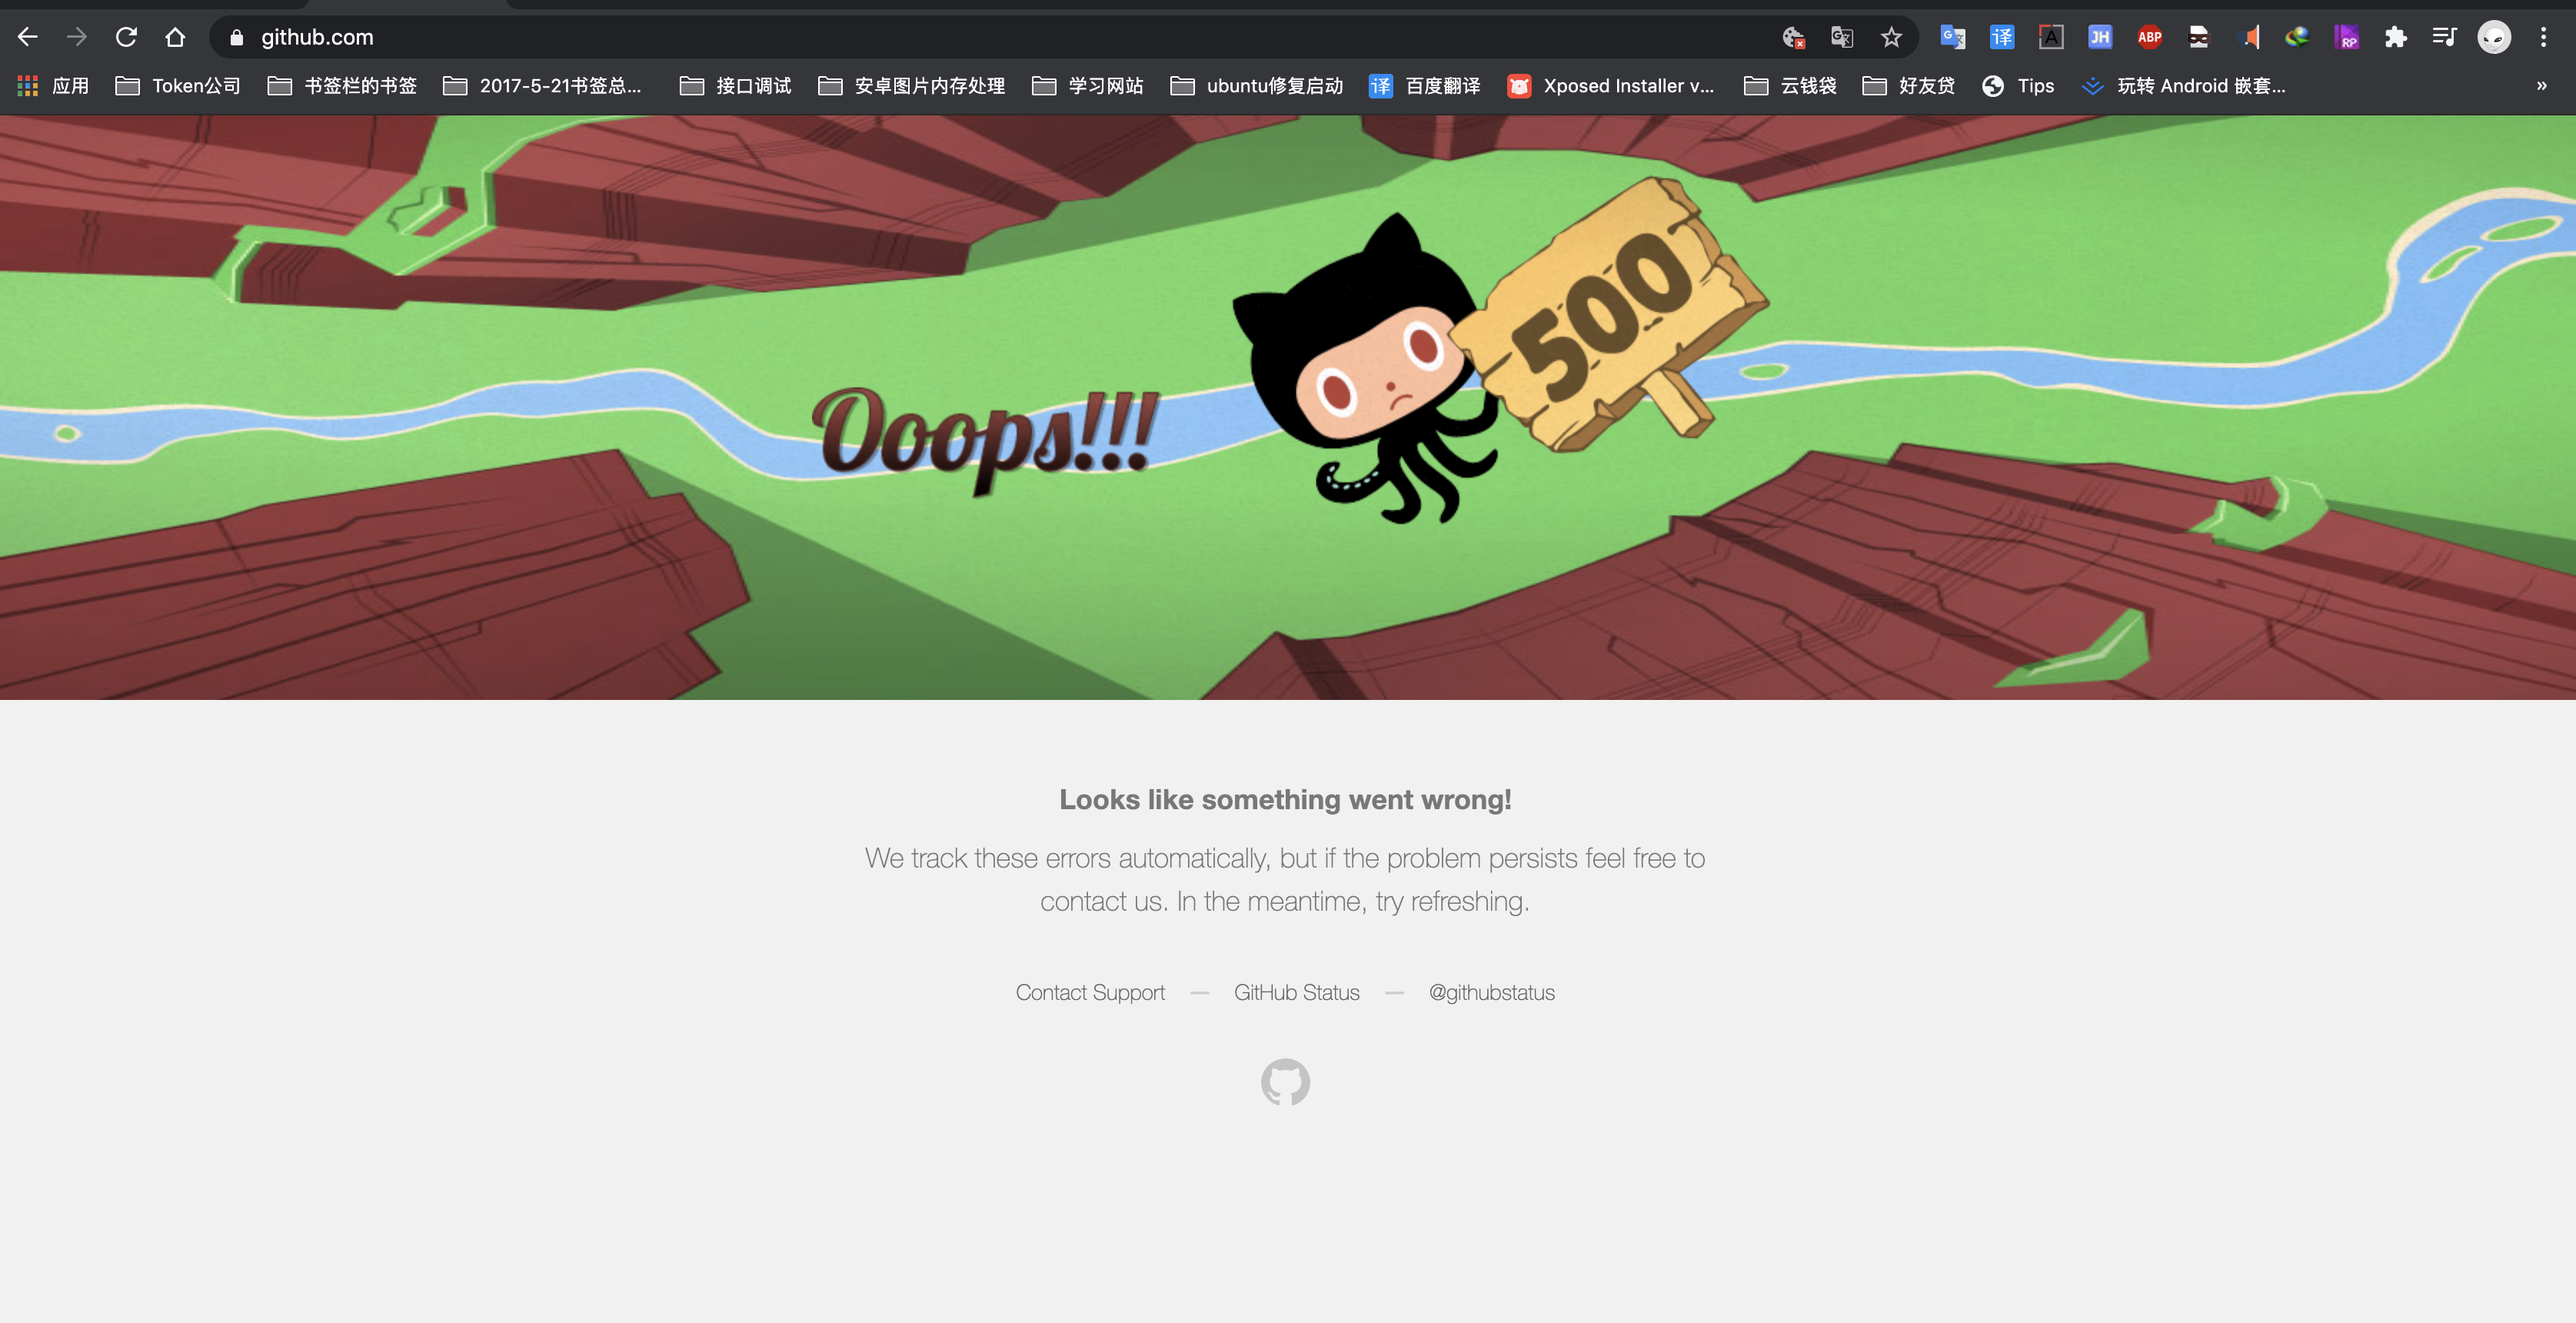 github.com
译 A JH ABP RP
应用 Token公司 书签栏的书签 2017-5-21书签总... 接口调试 安卓图片内存处理 学习网站 ubuntu修复启动 译 百度翻译 Xposed Installer v... 云钱袋 好友贷 Tips 玩转 Android 嵌套... »
500
Ooops!!!
Looks like something went wrong!
We track these errors automatically, but if the problem persists feel free to
contact us. In the meantime, try refreshing.
Contact Support — GitHub Status — @githubstatus